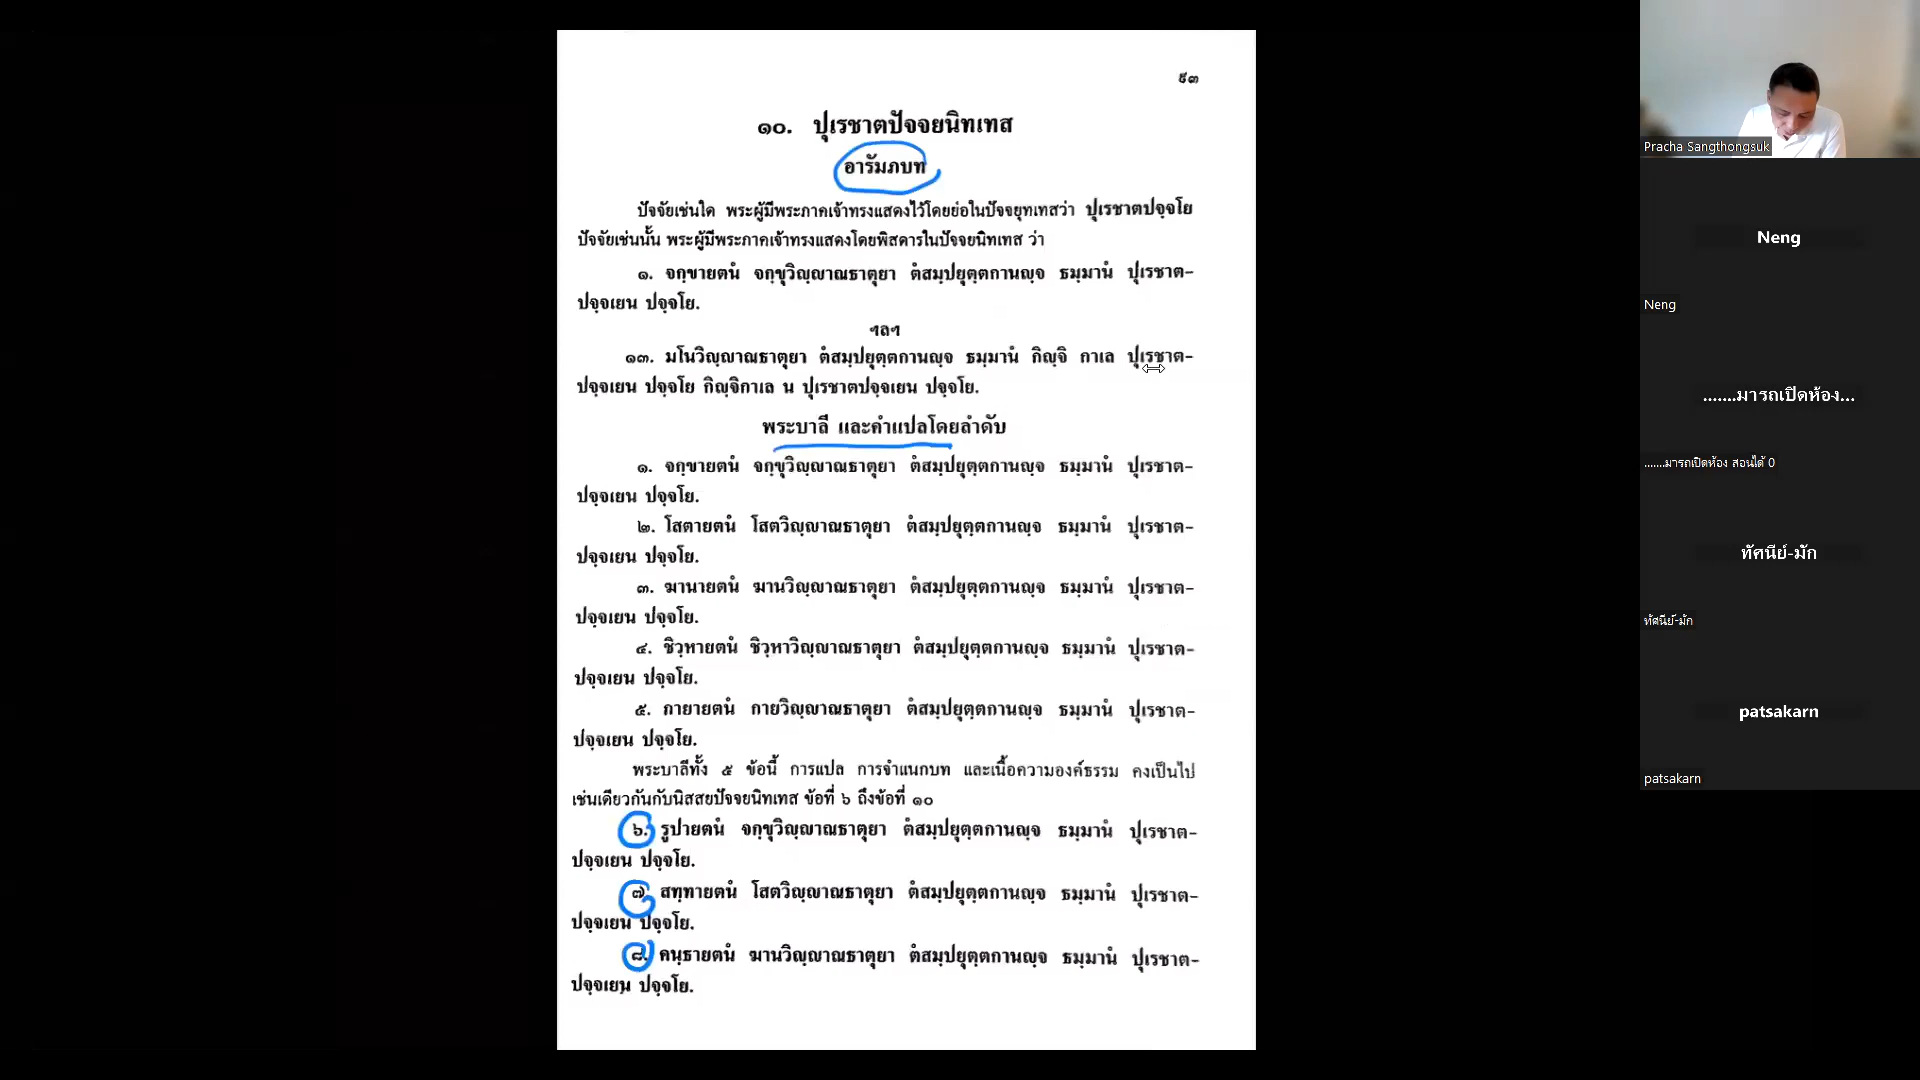 ๙๓
๑๐. ปุเรชาตปัจจยนิทเทส
อารัมภบท
ปัจจัยเช่นใด พระผู้มีพระภาคเจ้าทรงแสดงไว้โดยย่อในปัจจยุทเทสว่า ปุเรชาตปจฺจโย
ปัจจัยเช่นนั้น พระผู้มีพระภาคเจ้าทรงแสดงโดยพิสดารในปัจจยนิทเทส ว่า
๑. จกฺขายตนํ จกฺขุวิญฺญาณธาตุยา ตํสมฺปยุตฺตกานญฺจ ธมฺมานํ ปุเรชาต-
ปจฺจเยน ปจฺจโย.
ฯลฯ
๑๓. มโนวิญฺญาณธาตุยา ตํสมฺปยุตฺตกานญฺจ ธมฺมานํ กิญฺจิ กาเล ปุเรชาต-
ปจฺจเยน ปจฺจโย กิญฺจิกาเล น ปุเรชาตปจฺจเยน ปจฺจโย.
พระบาลี และคำแปลโดยลำดับ
๑. จกฺขายตนํ จกฺขุวิญฺญาณธาตุยา ตํสมฺปยุตฺตกานญฺจ ธมฺมานํ ปุเรชาต-
ปจฺจเยน ปจฺจโย.
๒. โสตายตนํ โสตวิญฺญาณธาตุยา ตํสมฺปยุตฺตกานญฺจ ธมฺมานํ ปุเรชาต-
ปจฺจเยน ปจฺจโย.
๓. ฆานายตนํ ฆานวิญฺญาณธาตุยา ตํสมฺปยุตฺตกานญฺจ ธมฺมานํ ปุเรชาต-
ปจฺจเยน ปจฺจโย.
๔. ชิวฺหายตนํ ชิวฺหาวิญฺญาณธาตุยา ตํสมฺปยุตฺตกานญฺจ ธมฺมานํ ปุเรชาต-
ปจฺจเยน ปจฺจโย.
๕. กายายตนํ กายวิญฺญาณธาตุยา ตํสมฺปยุตฺตกานญฺจ ธมฺมานํ ปุเรชาต-
ปจฺจเยน ปจฺจโย.
พระบาลีทั้ง ๕ ข้อนี้ การแปล การจำแนกบท และเนื้อความองค์ธรรม คงเป็นไป
เช่นเดียวกันกับนิสสยปัจจยนิทเทส ข้อที่ ๖ ถึงข้อที่ ๑๐
๖. รูปายตนํ จกฺขุวิญฺญาณธาตุยา ตํสมฺปยุตฺตกานญฺจ ธมฺมานํ ปุเรชาต-
ปจฺจเยน ปจฺจโย.
๗. สทฺทายตนํ โสตวิญฺญาณธาตุยา ตํสมฺปยุตฺตกานญฺจ ธมฺมานํ ปุเรชาต-
ปจฺจเยน ปจฺจโย.
๘. คนฺธายตนํ ฆานวิญฺญาณธาตุยา ตํสมฺปยุตฺตกานญฺจ ธมฺมานํ ปุเรชาต-
ปจฺจเยน ปจฺจโย.
Pracha Sangthongsuk
Neng
Neng
.......มารถเปิดห้อง...
.......มารถเปิดห้อง สอนได้ 0
ทัศนีย์-มัก
ทัศนีย์-มัก
patsakarn
patsakarn